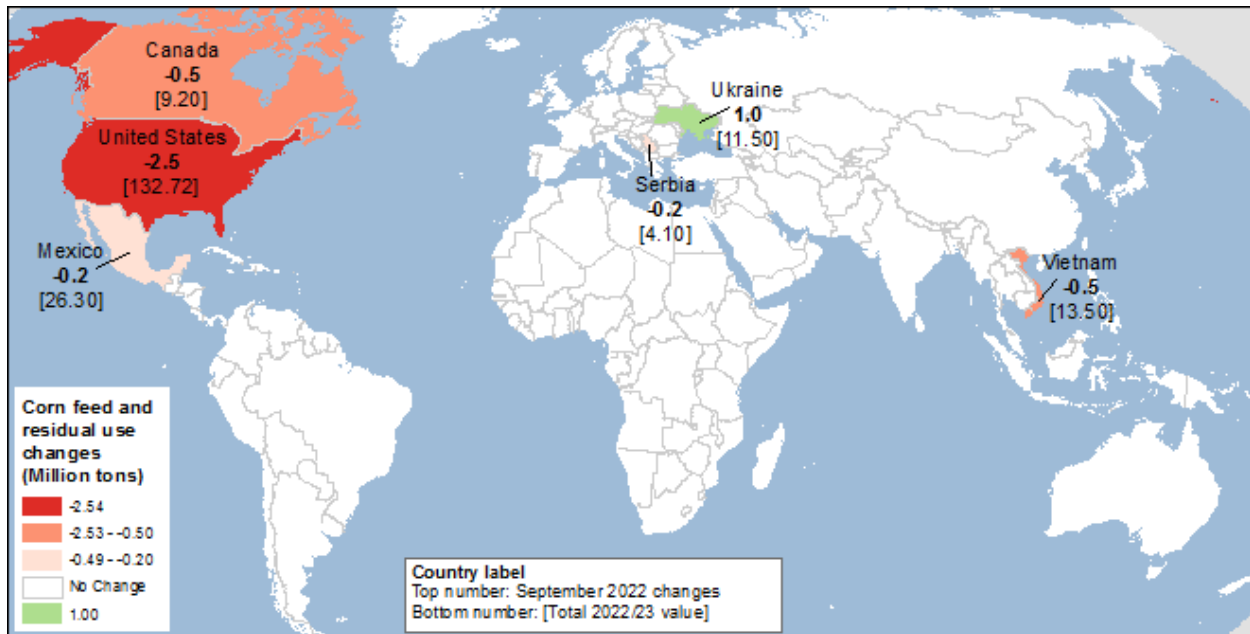 Canada
-0.5
[9.20]
United States
-2.5
[132.72]
Mexico
-0.2
[26.30]
Ukraine
1.0
[11.50]
Serbia
-0.2
[4.10]
Vietnam
-0.5
[13.50]
Corn feed and
residual use
changes
(Million tons)
-2.54
-2.53 - -0.50
-0.49 - -0.20
No Change
1.00
Country label
Top number: September 2022 changes
Bottom number: [Total 2022/23 value]